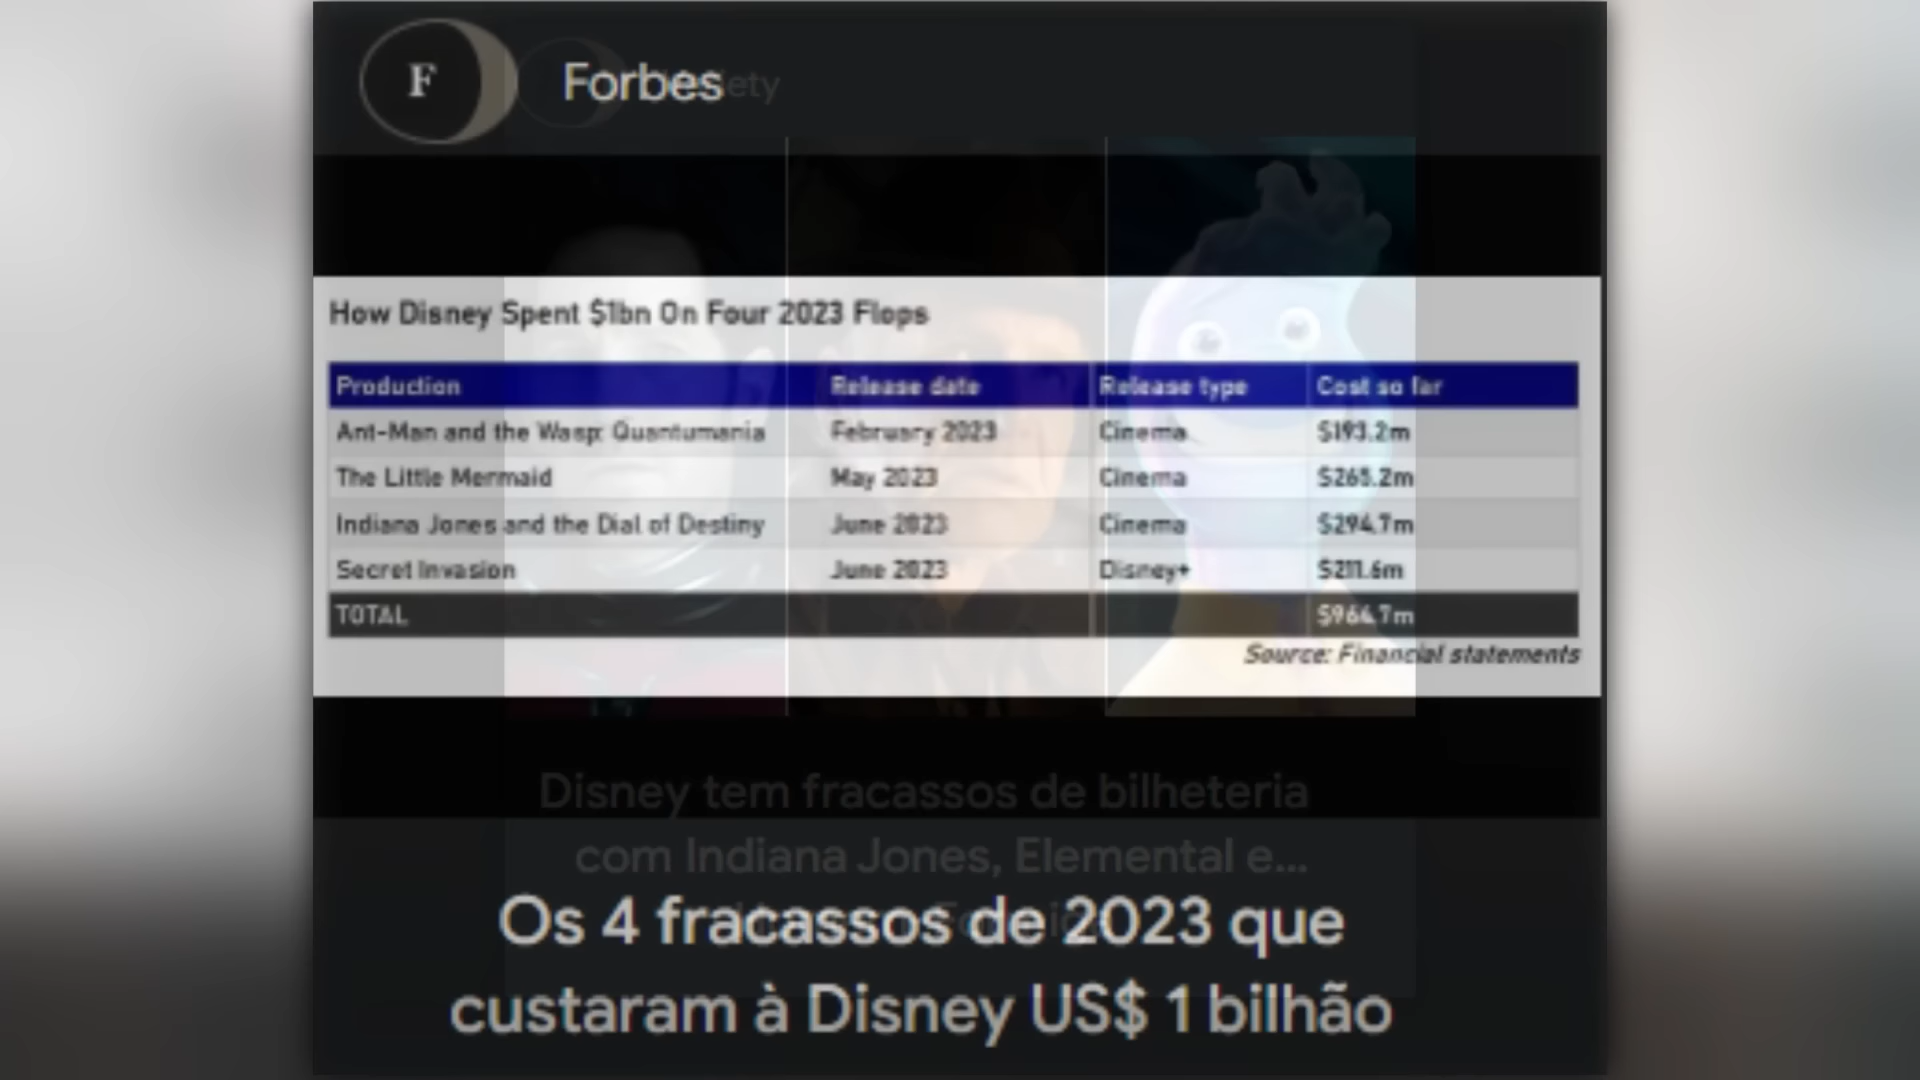 F
Forbes
How Disney Spent $1bn On Four 2023 Flops
Production Release date Release type Cost so far
Ant-Man and the Wasp: Quantumania February 2023 Cinema $193.2m
The Little Mermaid May 2023 Cinema $265.2m
Indiana Jones and the Dial of Destiny June 2023 Cinema $294.7m
Secret Invasion June 2023 Disney+ $211.6m
TOTAL $964.7m
Source: Financial statements
Disney tem fracassos de bilheteria
com Indiana Jones, Elemental e...
Os 4 fracassos de 2023 que
custaram à Disney US$ 1 bilhão